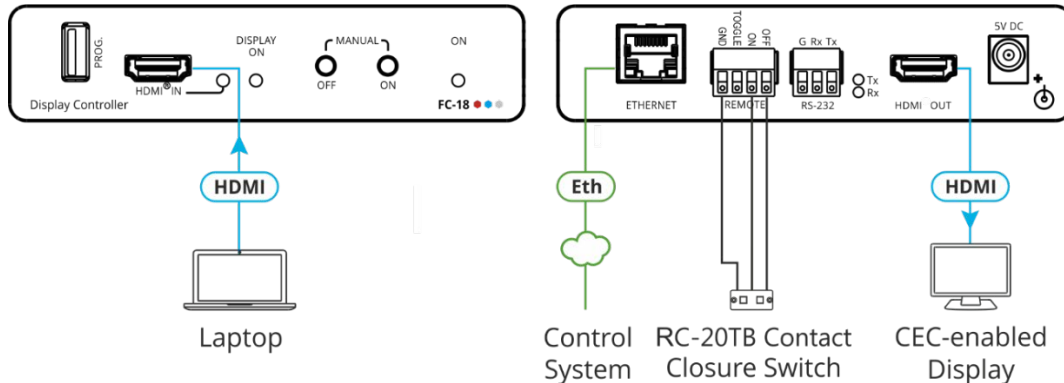 PROG.
HDMI® IN
DISPLAY
ON
MANUAL
OFF
ON
ON
Display Controller
FC-18
HDMI
Laptop
ETHERNET
GND
TOGGLE
ON
OFF
REMOTE
G Rx Tx
RS-232
Tx
Rx
HDMI OUT
5V DC
+
Eth
HDMI
Control
System
RC-20TB Contact
Closure Switch
CEC-enabled
Display